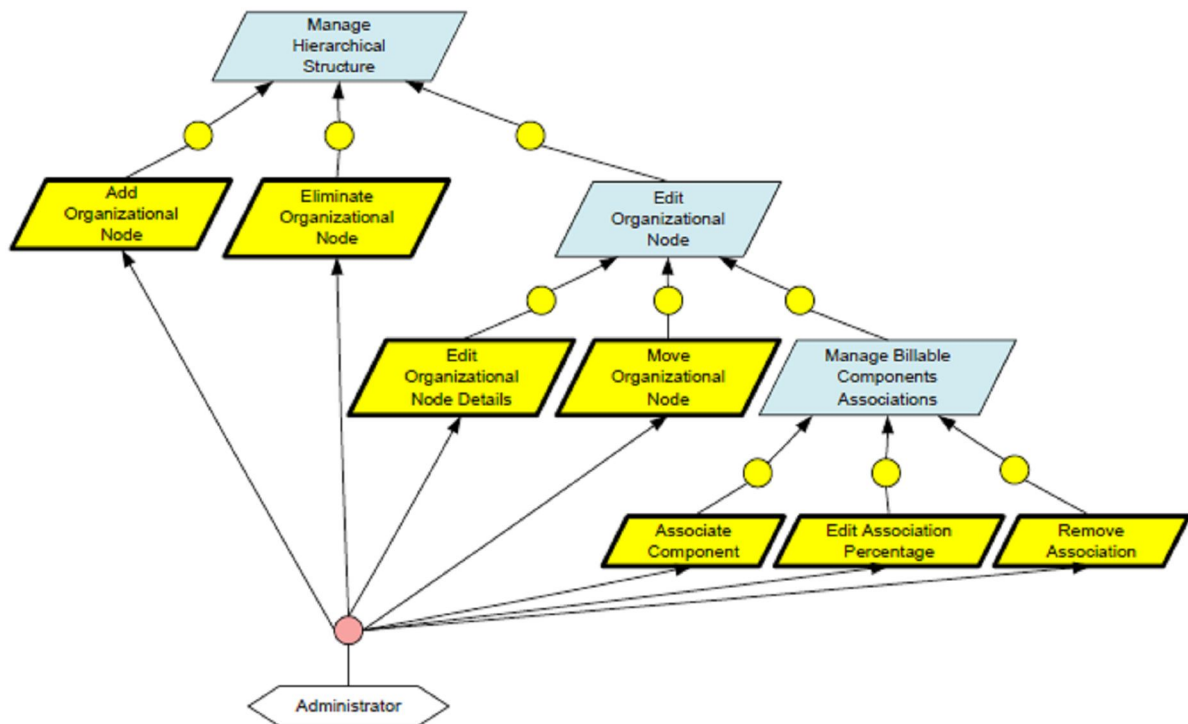 Manage
Hierarchical
Structure
Add
Organizational
Node
Eliminate
Organizational
Node
Edit
Organizational
Node
Edit
Organizational
Node Details
Move
Organizational
Node
Manage Billable
Components
Associations
Associate
Component
Edit Association
Percentage
Remove
Association
Administrator